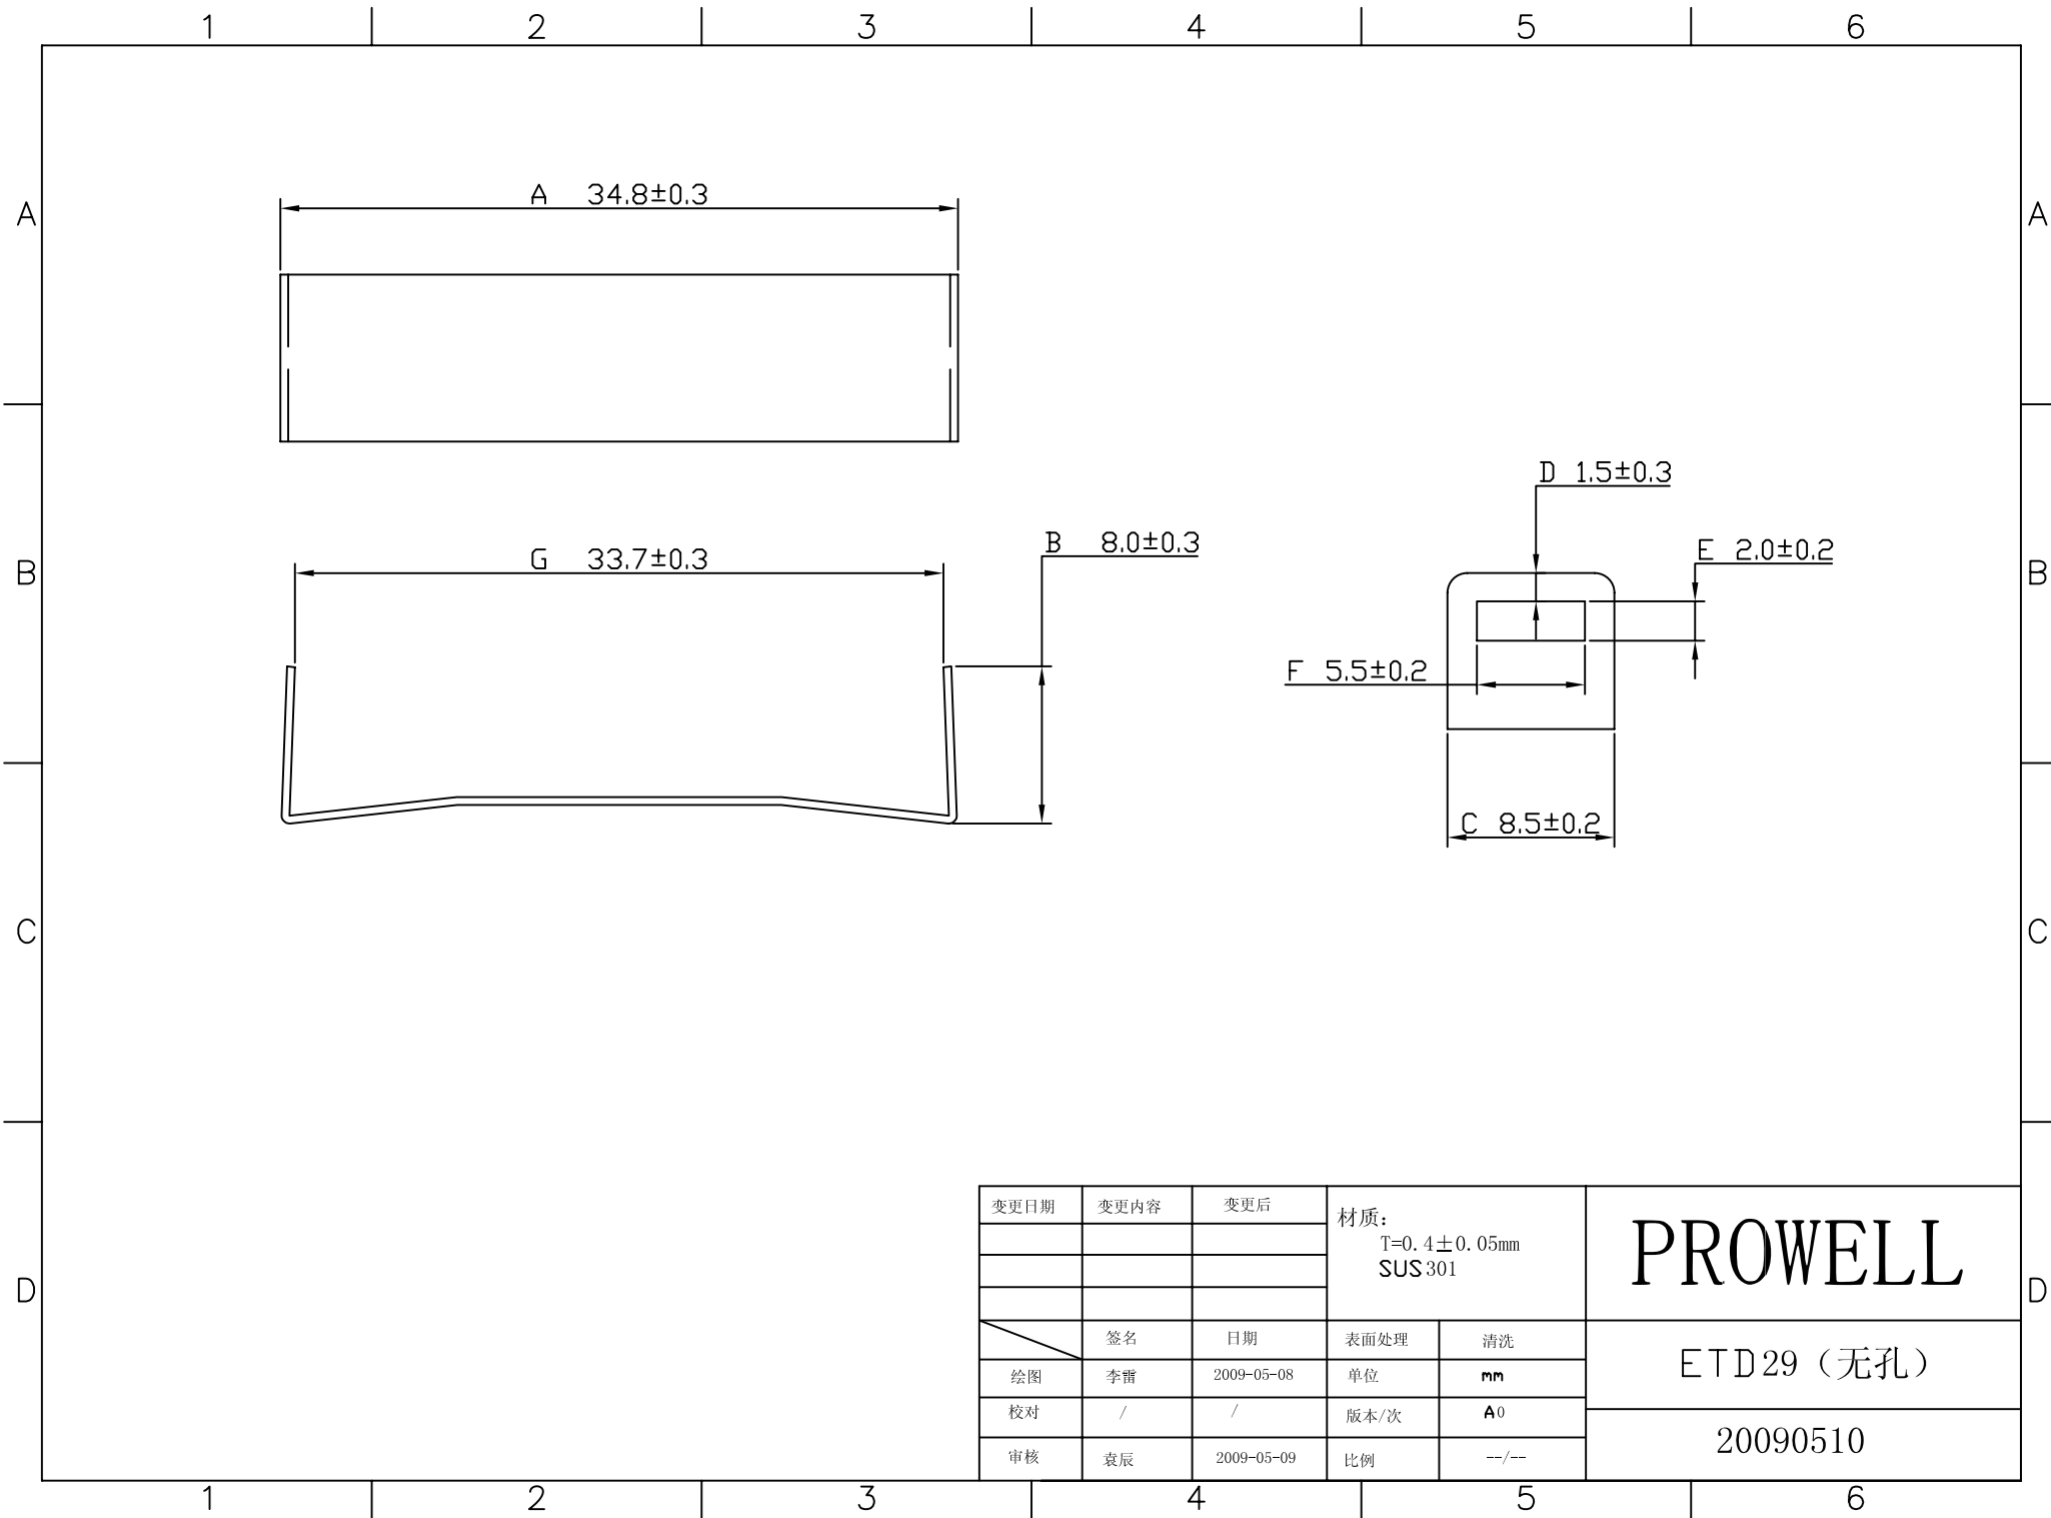 1 2 3 4 5 6
A A
A 34.8±0.3
D 1.5±0.3
B 8.0±0.3
E 2.0±0.2
G 33.7±0.3
B B
F 5.5±0.2
C 8.5±0.2
C C
变更日期 变更内容 变更后
材质:
T=0.4±0.05mm
SUS301
PROWELL
D D
签名 日期 表面处理 清洗
ETD29（无孔）
绘图 李雷 2009-05-08 单位 mm
校对 / / 版本/次 A0
20090510
审核 袁辰 2009-05-09 比例 --/--
1 2 3 4 5 6